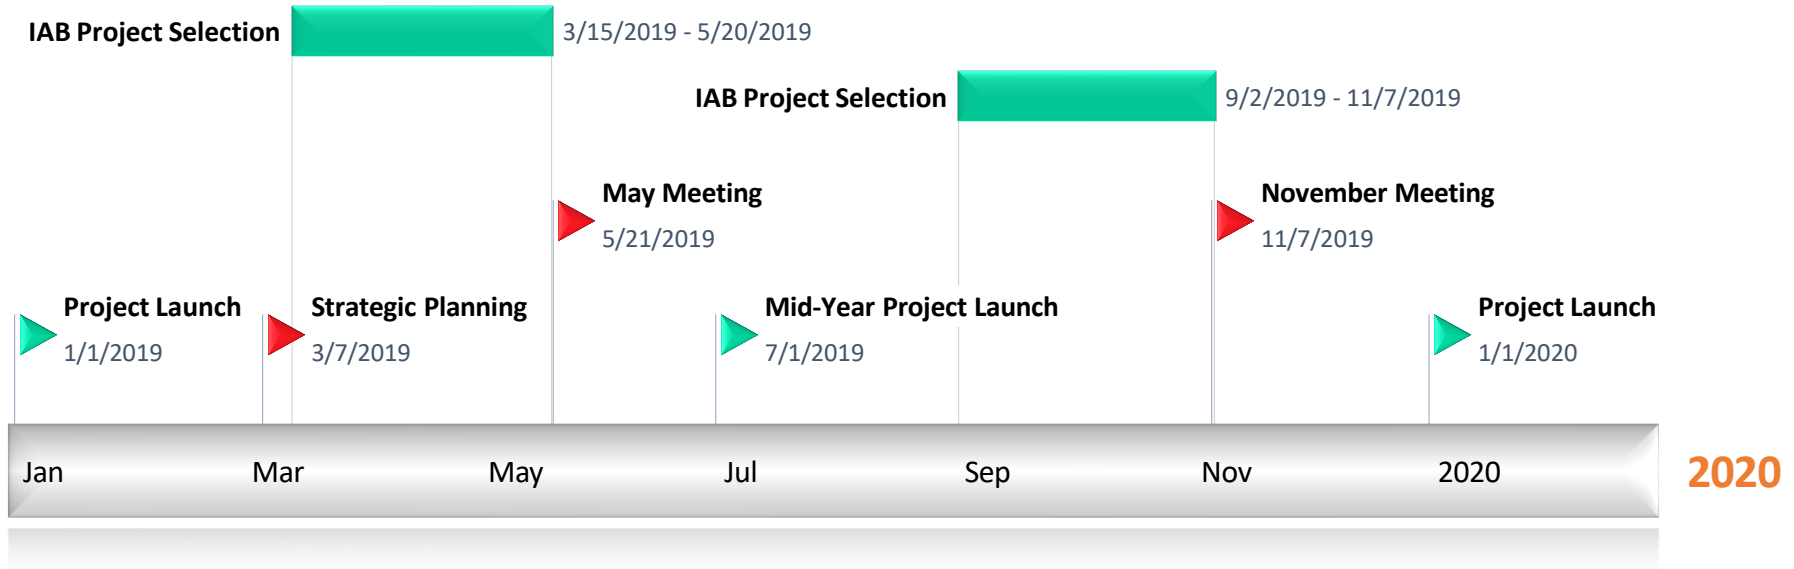 IAB Project Selection
3/15/2019 - 5/20/2019
IAB Project Selection
9/2/2019 - 11/7/2019
May Meeting
5/21/2019
November Meeting
11/7/2019
Project Launch
1/1/2019
Strategic Planning
3/7/2019
Mid-Year Project Launch
7/1/2019
Project Launch
1/1/2020
Jan Mar May Jul Sep Nov 2020
2020